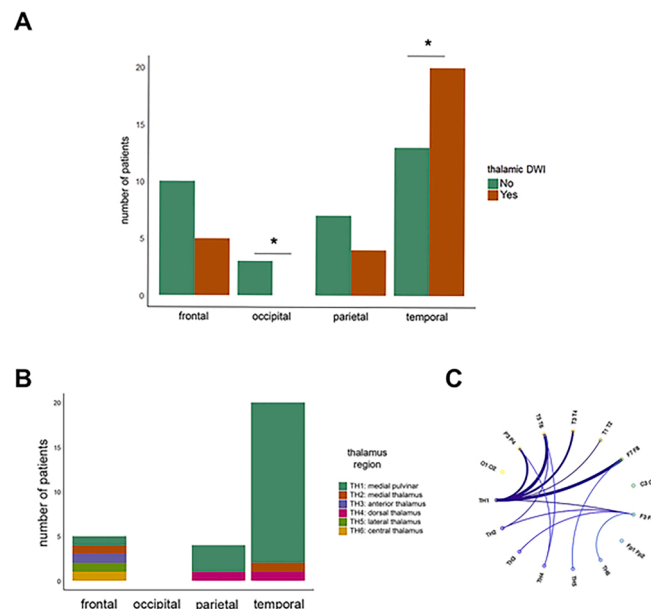 A
number of patients
20
15
10
5
0
*
*
thalamic DWI
No
Yes
frontal
occipital
parietal
temporal
B
number of patients
20
15
10
5
0
thalamus
region
TH1: medial pulvinar
TH2: medial thalamus
TH3: anterior thalamus
TH4: dorsal thalamus
TH5: lateral thalamus
TH6: central thalamus
frontal
occipital
parietal
temporal
C
T5 T6
T3 T4
T1 T2
P3 P4
F7 F8
O1 O2
TH1
TH2
TH3
TH4
TH5
TH6
Fp1 Fp2